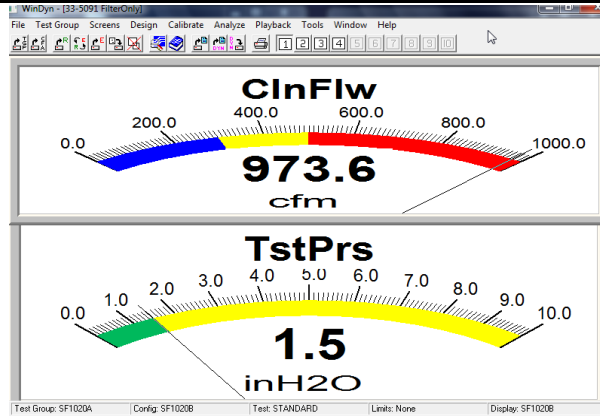 WinDyn - [33-5091 FilterOnly]
File Test Group Screens Design Calibrate Analyze Playback Tools Window Help
1 2 3 4 5 6 7 8 9 10
ClnFlw
0.0 200.0 400.0 600.0 800.0 1000.0
973.6
cfm
TstPrs
0.0 1.0 2.0 3.0 4.0 5.0 6.0 7.0 8.0 9.0 10.0
1.5
inH2O
Test Group: SF1020A Config: SF1020B Test: STANDARD Limits: None Display: SF1020B